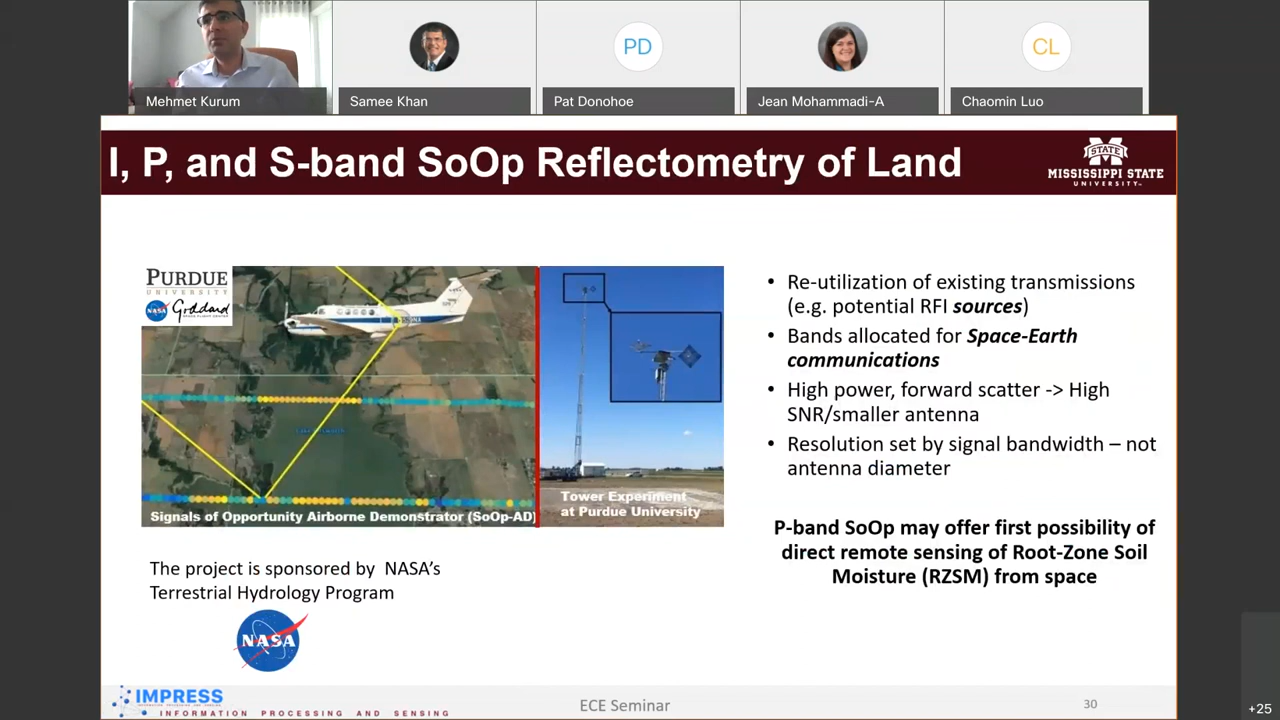 PD
CL
Mehmet Kurum
Samee Khan
Pat Donohoe
Jean Mohammadi-A
Chaomin Luo
I, P, and S-band SoOp Reflectometry of Land
STATE
MISSISSIPPI STATE
UNIVERSITY™
PURDUE
UNIVERSITY
NASA
Goddard
SPACE FLIGHT CENTER
Signals of Opportunity Airborne Demonstrator (SoOp-AD)
Tower Experiment
at Purdue University
• Re-utilization of existing transmissions
(e.g. potential RFI sources)
• Bands allocated for Space-Earth
communications
• High power, forward scatter -> High
SNR/smaller antenna
• Resolution set by signal bandwidth – not
antenna diameter
P-band SoOp may offer first possibility of
direct remote sensing of Root-Zone Soil
Moisture (RZSM) from space
The project is sponsored by NASA's
Terrestrial Hydrology Program
NASA
IMPRESS
INFORMATION PROCESSING AND SENSING
ECE Seminar
30
+25